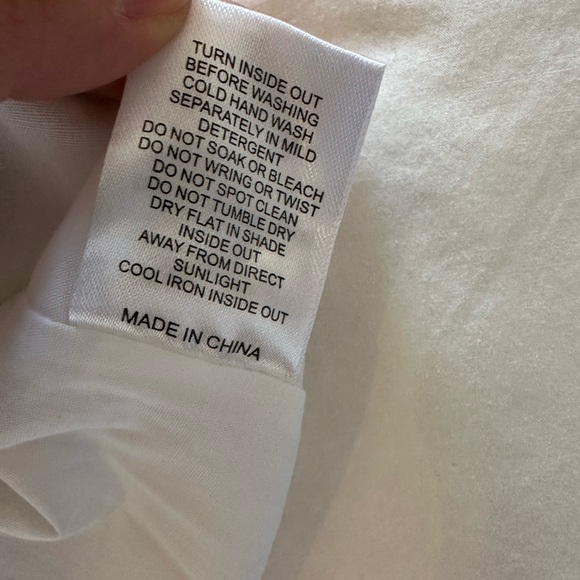 TURN INSIDE OUT
BEFORE WASHING
COLD HAND WASH
SEPARATELY IN MILD
DETERGENT
DO NOT SOAK OR BLEACH
DO NOT WRING OR TWIST
DO NOT SPOT CLEAN
DO NOT TUMBLE DRY
DRY FLAT IN SHADE
INSIDE OUT
AWAY FROM DIRECT
SUNLIGHT
COOL IRON INSIDE OUT
MADE IN CHINA